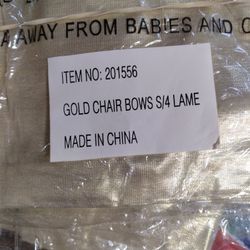 A AWAY FROM BABIES AND C
ITEM NO: 201556
GOLD CHAIR BOWS S/4 LAME
MADE IN CHINA